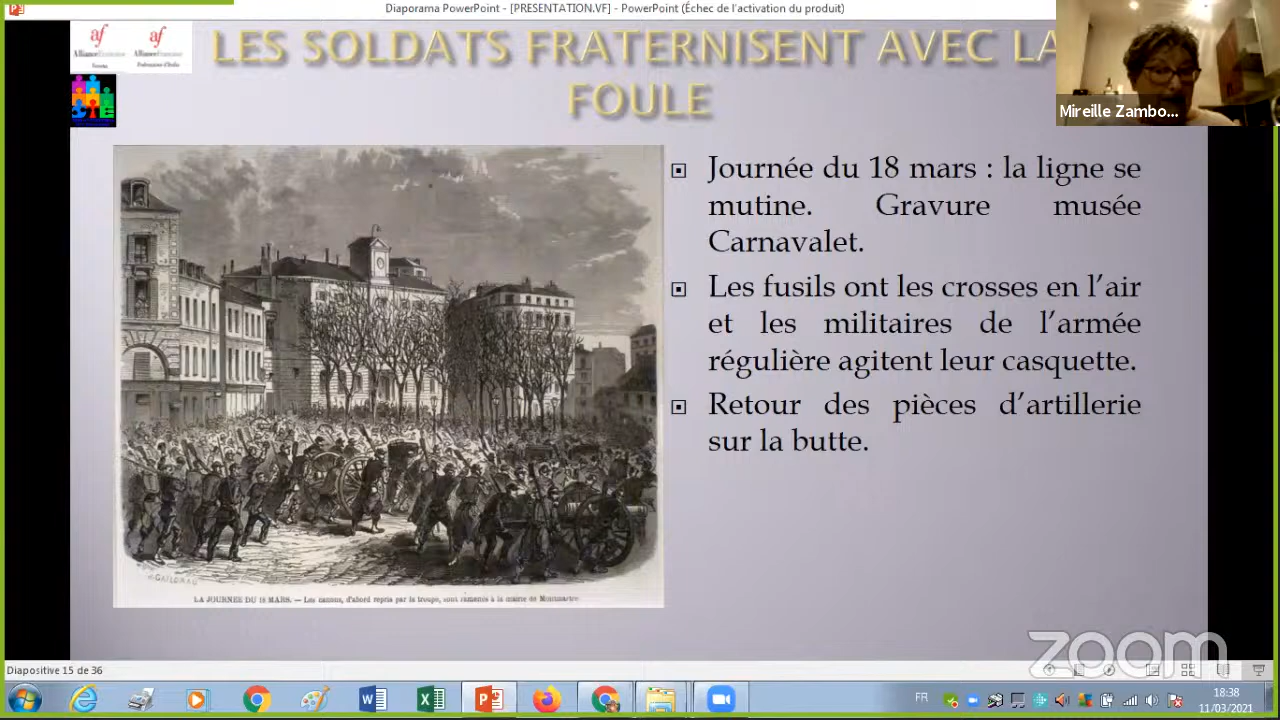 Diaporama PowerPoint - [PRESENTATION.VF] - PowerPoint (Échec de l'activation du produit)
af af
AllianceFrançaise AllianceFrançaise
LES SOLDATS FRATERNISENT AVEC LA
FOULE
Mireille Zambo...
Journée du 18 mars : la ligne se
mutine. Gravure musée
Carnavalet.
Les fusils ont les crosses en l'air
et les militaires de l'armée
régulière agitent leur casquette.
Retour des pièces d'artillerie
sur la butte.
LA JOURNÉE DU 18 MARS. — Les canons, d'abord repris par la troupe, sont ramenés à la mairie de Montmartre
zoom
Diapositive 15 de 36
FR
18:38
11/03/2021